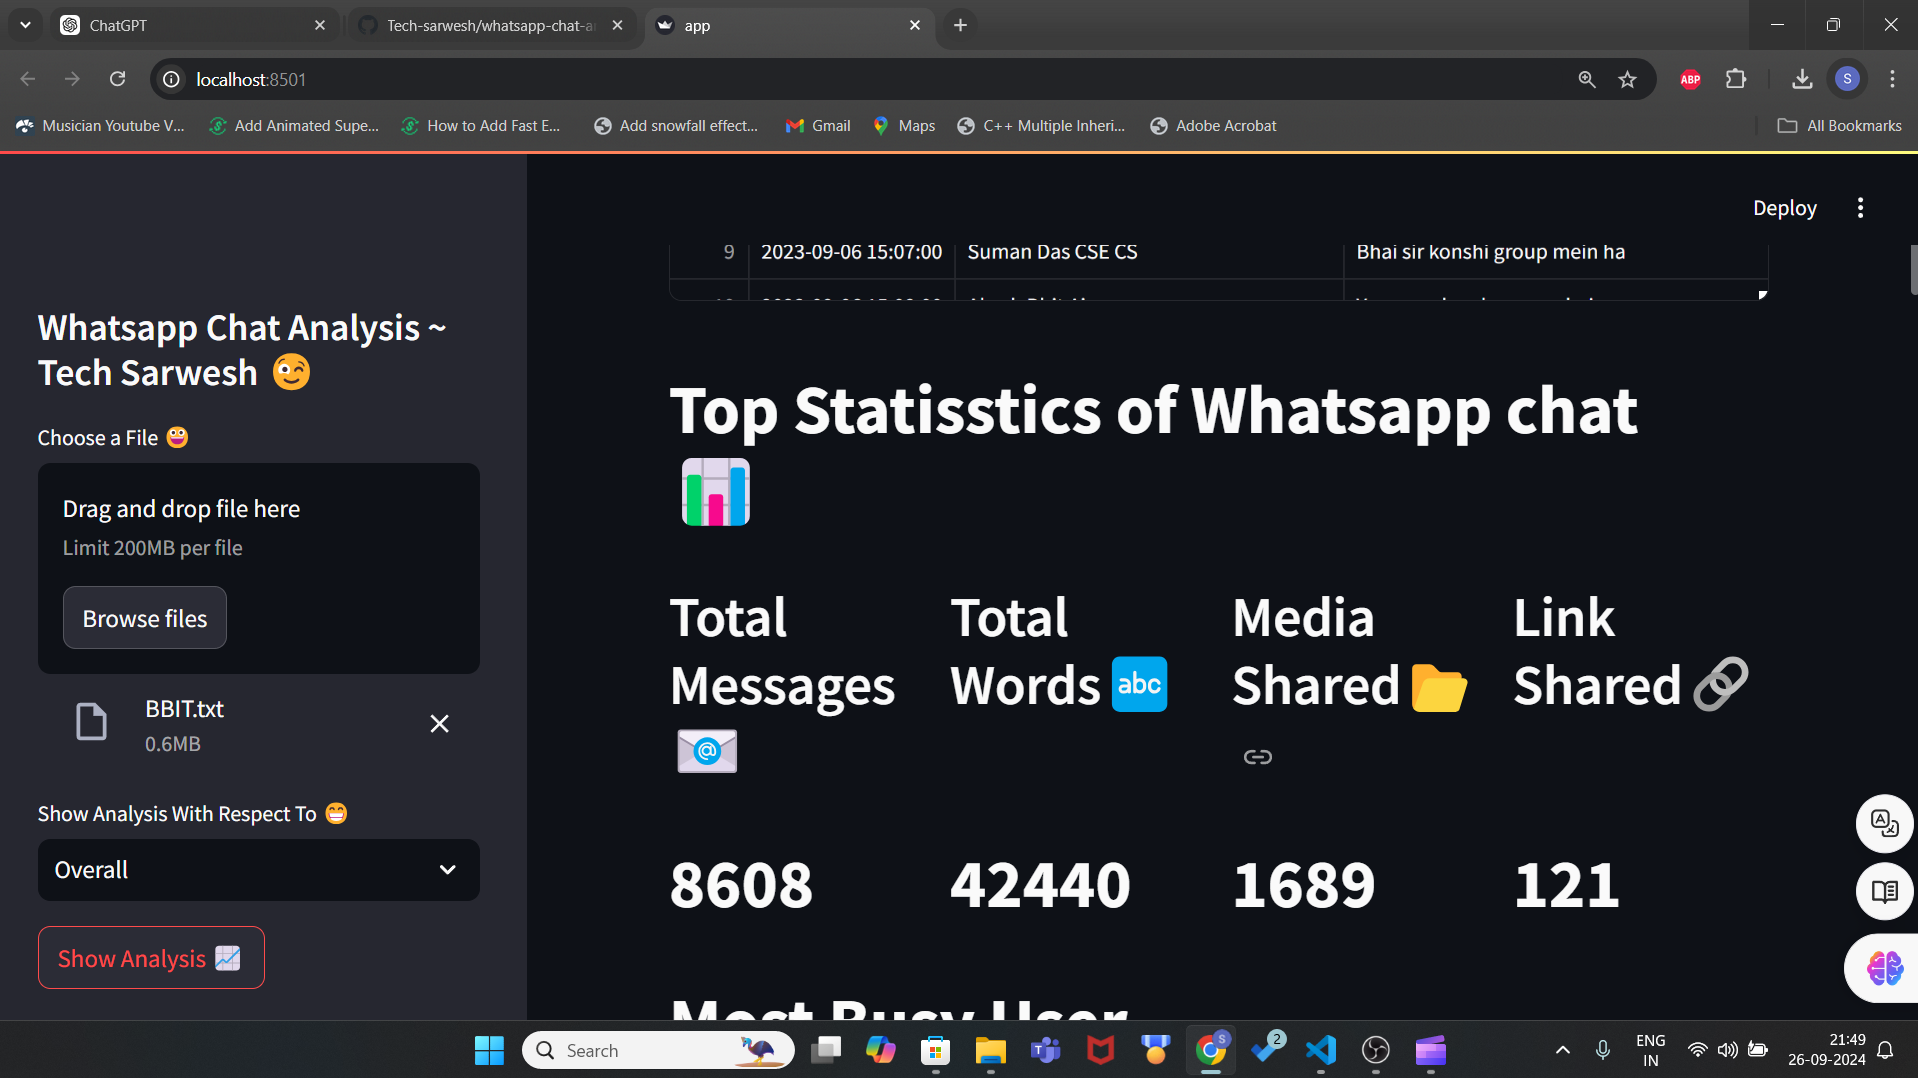 ChatGPT
Tech-sarwesh/whatsapp-chat-a
app
localhost:8501
ABP
S
Musician Youtube V...
Add Animated Supe...
How to Add Fast E...
Add snowfall effect...
Gmail
Maps
C++ Multiple Inheri...
Adobe Acrobat
All Bookmarks
Deploy
9 2023-09-06 15:07:00 Suman Das CSE CS Bhai sir konshi group mein ha
Whatsapp Chat Analysis ~
Tech Sarwesh 😉
Choose a File 😀
Drag and drop file here
Limit 200MB per file
Browse files
BBIT.txt
0.6MB
Show Analysis With Respect To 😁
Overall
Show Analysis 📈
Top Statisstics of Whatsapp chat
📊
Total
Messages
📧
Total
Words 🔤
Media
Shared 📂
Link
Shared 🔗
8608
42440
1689
121
Most Busy User
Search
S
2
ENG
IN
21:49
26-09-2024